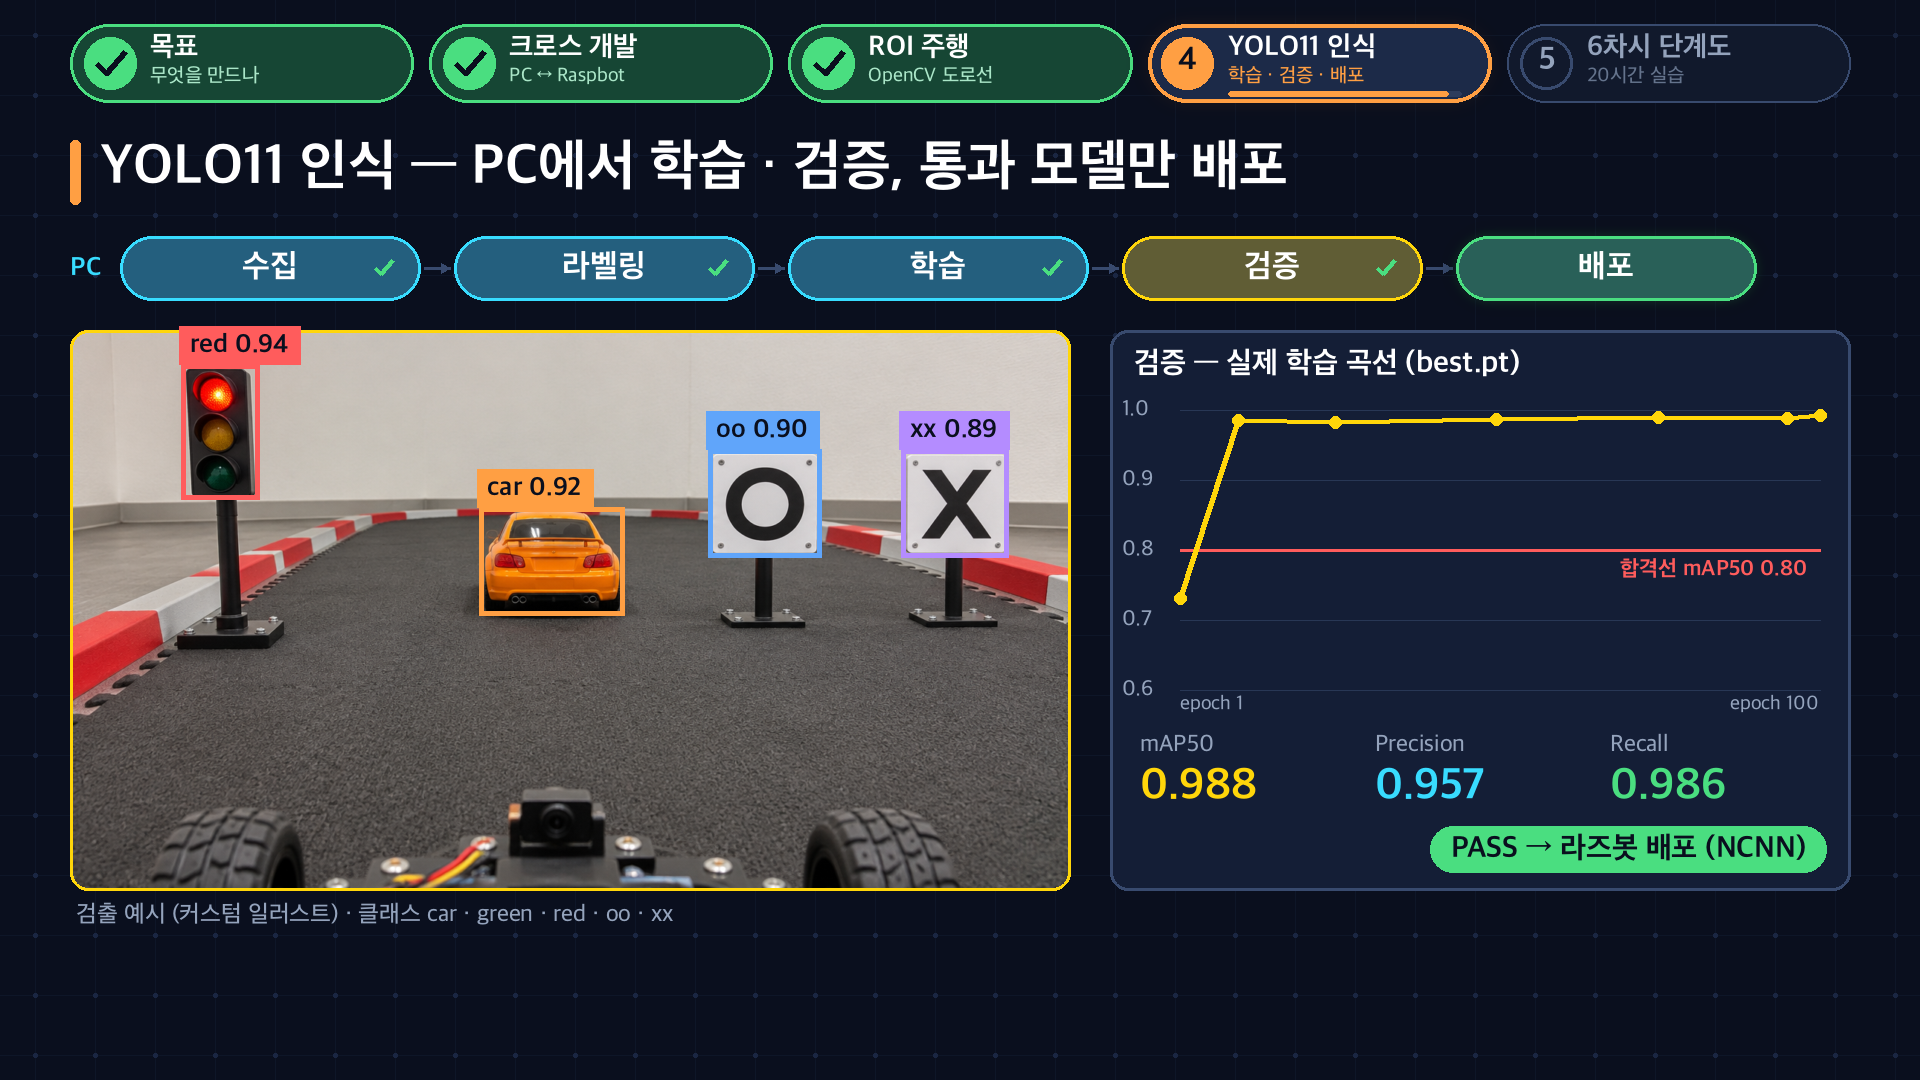 목표
무엇을 만드나
크로스 개발
PC ↔ Raspbot
ROI 주행
OpenCV 도로선
4
YOLO11 인식
학습 · 검증 · 배포
5
6차시 단계도
20시간 실습
YOLO11 인식 — PC에서 학습 · 검증, 통과 모델만 배포
PC
수집
라벨링
학습
검증
배포
red 0.94
car 0.92
oo 0.90
xx 0.89
O
X
검출 예시 (커스텀 일러스트) · 클래스 car · green · red · oo · xx
검증 — 실제 학습 곡선 (best.pt)
1.0
0.9
0.8
0.7
0.6
합격선 mAP50 0.80
epoch 1
epoch 100
mAP50
0.988
Precision
0.957
Recall
0.986
PASS → 라즈봇 배포 (NCNN)